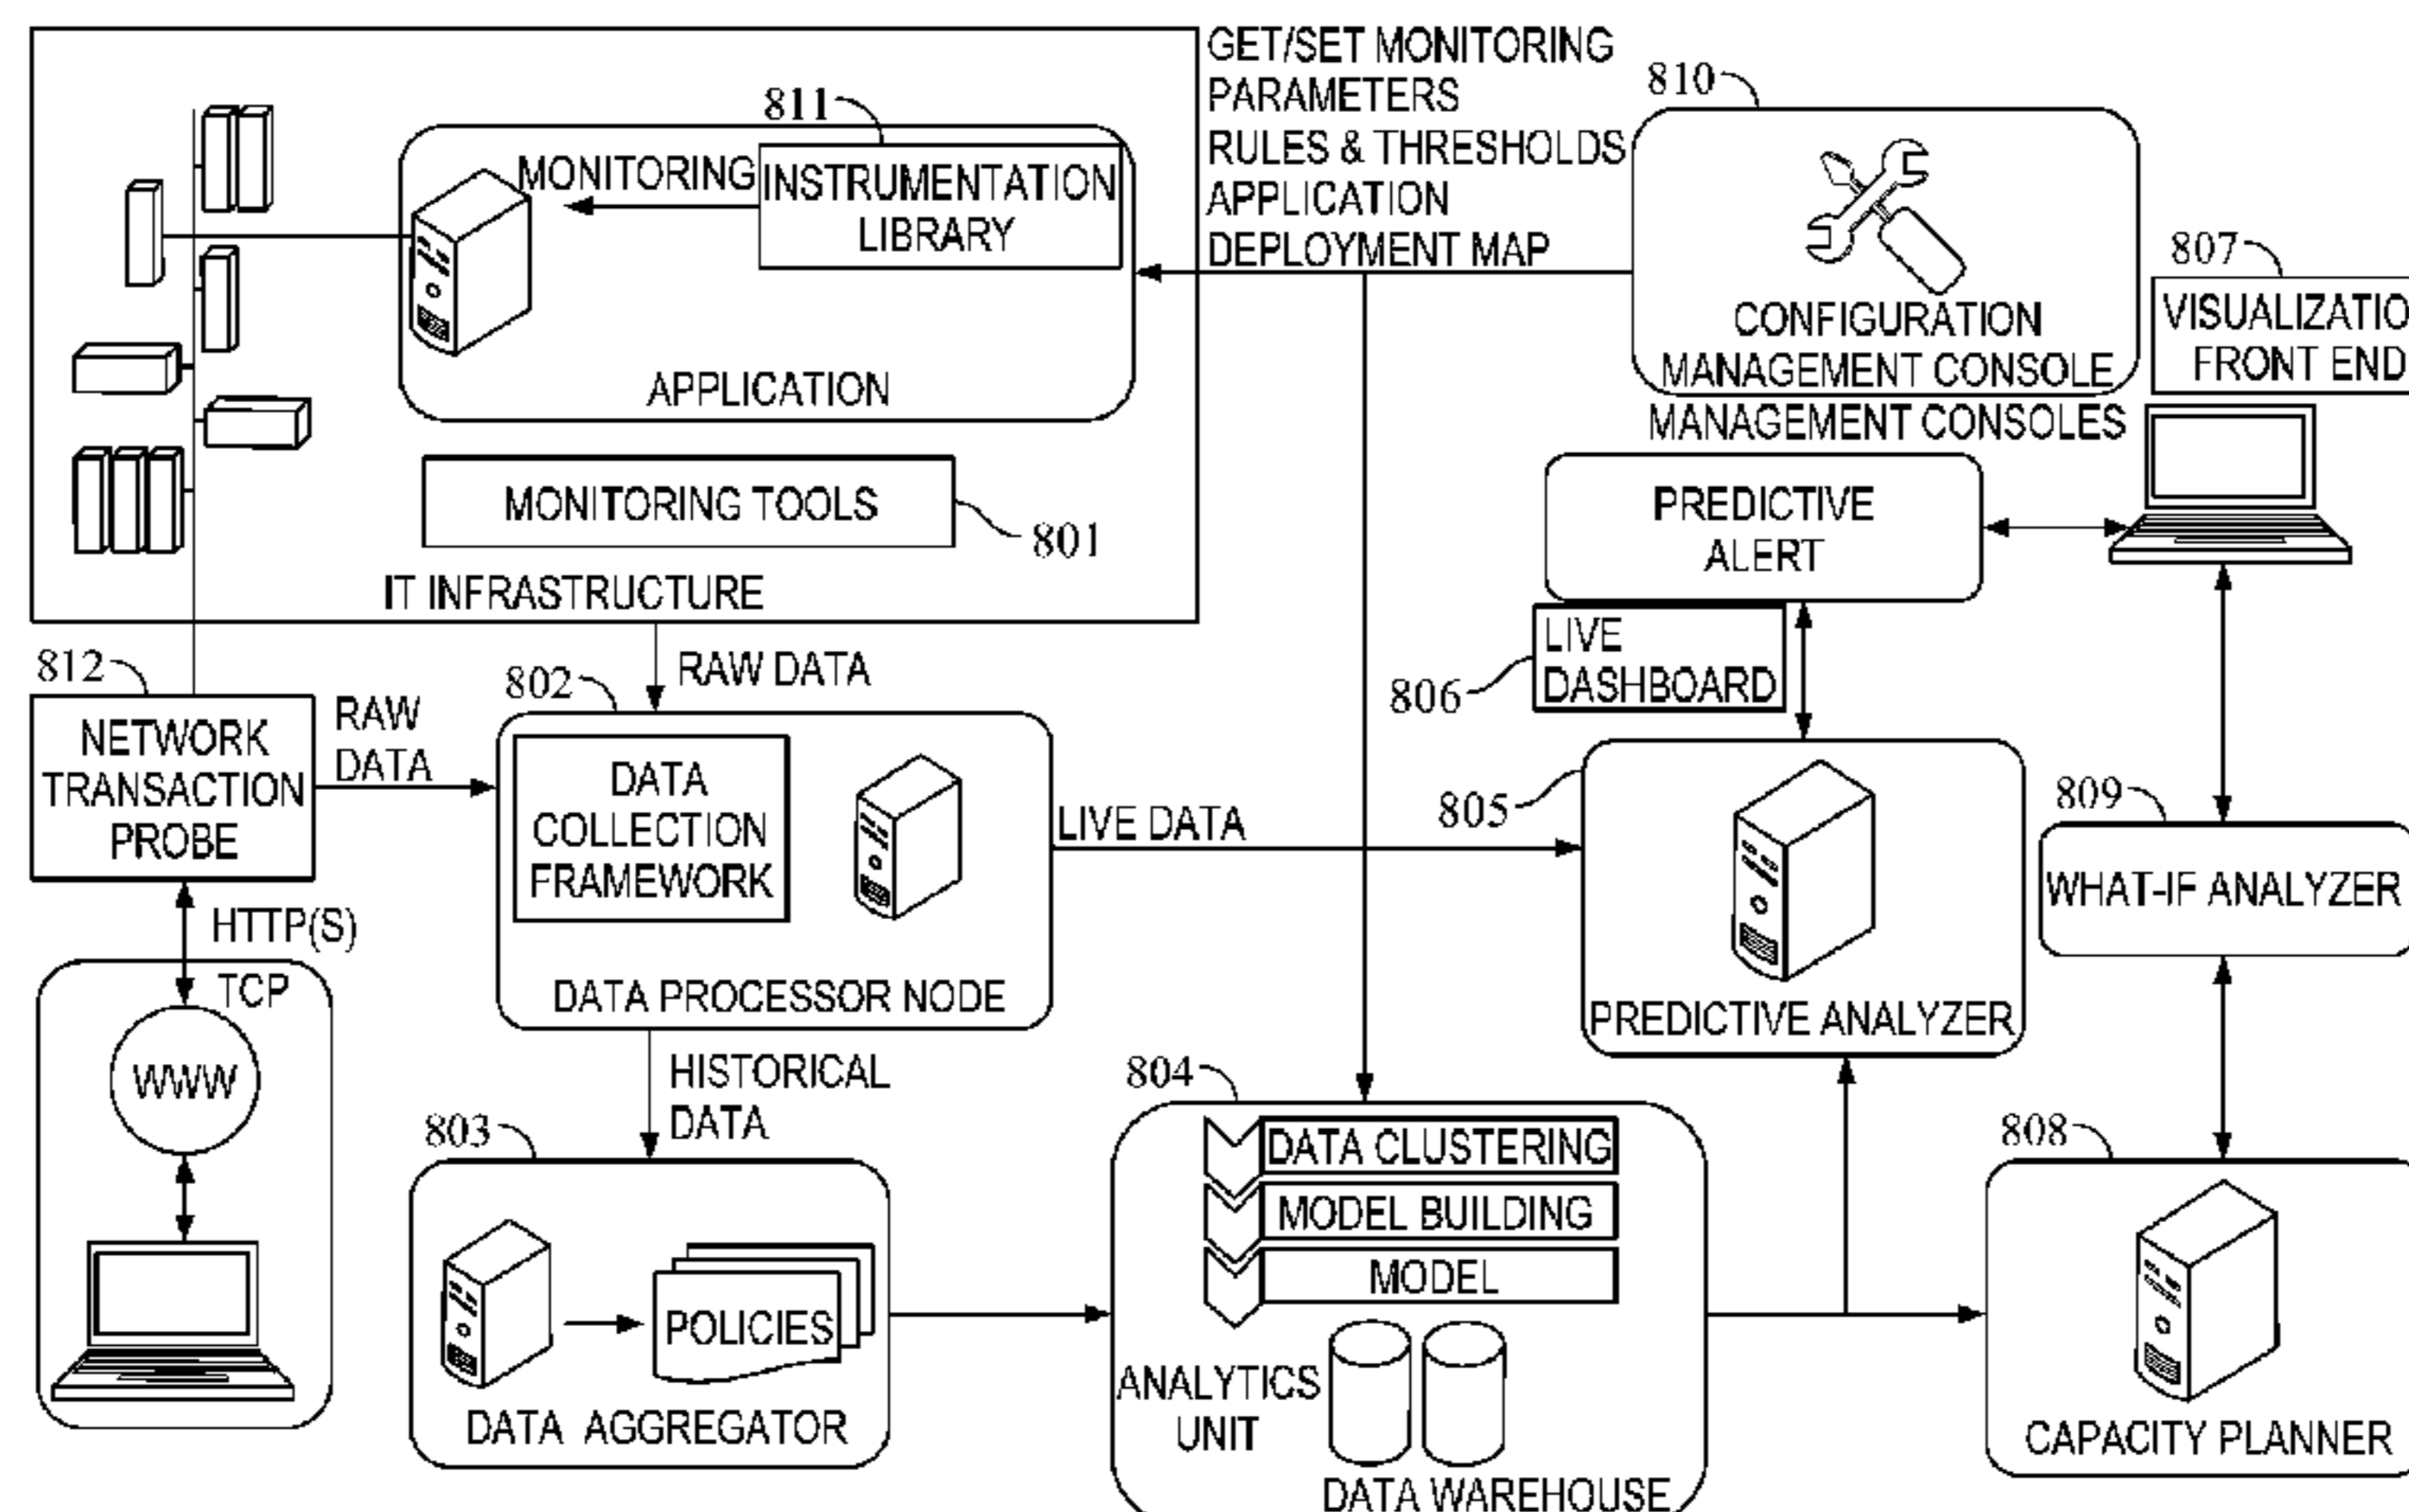 GET/SET MONITORING
PARAMETERS
RULES & THRESHOLDS
APPLICATION
DEPLOYMENT MAP
810
811
MONITORING
INSTRUMENTATION
LIBRARY
APPLICATION
CONFIGURATION
MANAGEMENT CONSOLE
807
VISUALIZATIO
FRONT END
MANAGEMENT CONSOLES
MONITORING TOOLS
801
IT INFRASTRUCTURE
PREDICTIVE
ALERT
LIVE
DASHBOARD
806
812
NETWORK
TRANSACTION
PROBE
RAW
DATA
RAW DATA
802
DATA
COLLECTION
FRAMEWORK
DATA PROCESSOR NODE
LIVE DATA
805
PREDICTIVE ANALYZER
809
WHAT-IF ANALYZER
HTTP(S)
TCP
WWW
HISTORICAL
DATA
803
POLICIES
DATA AGGREGATOR
804
DATA CLUSTERING
MODEL BUILDING
MODEL
ANALYTICS
UNIT
DATA WAREHOUSE
808
CAPACITY PLANNER